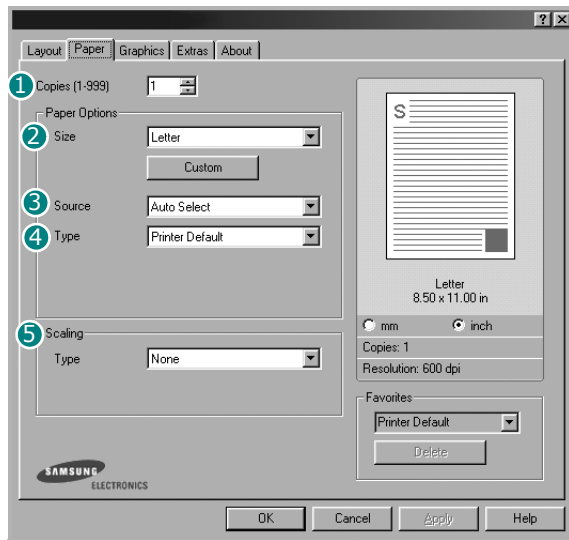 ? X
Layout Paper Graphics Extras About
1 Copies (1-999) 1
Paper Options
2 Size Letter
Custom
3 Source Auto Select
4 Type Printer Default
5 Scaling
Type None
S
Letter
8.50 x 11.00 in
mm inch
Copies: 1
Resolution: 600 dpi
Favorites
Printer Default
Delete
SAMSUNG
ELECTRONICS
OK Cancel Apply Help